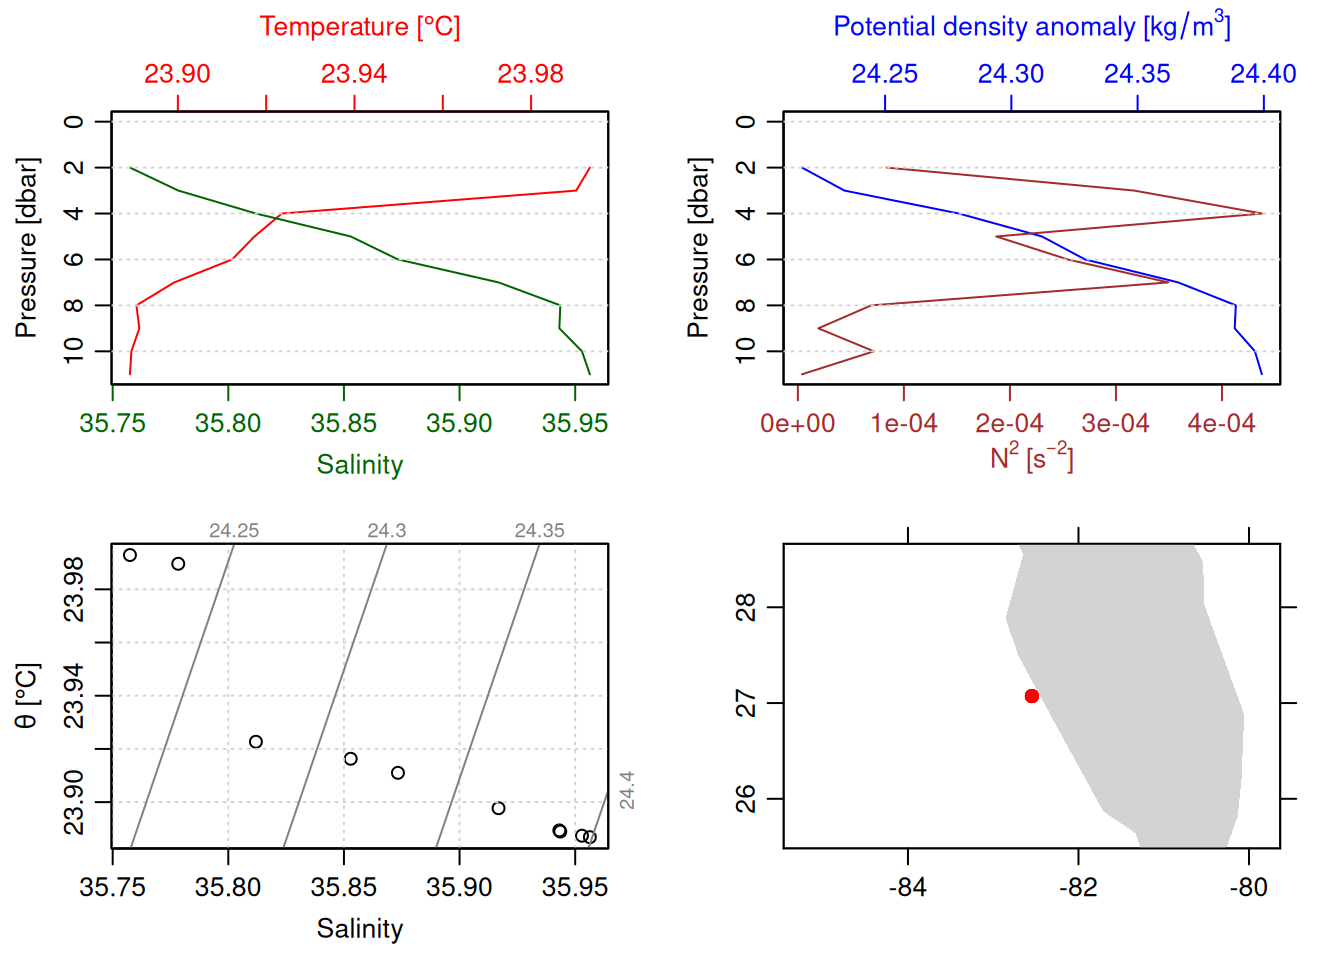 Temperature [°C]
23.90 23.94 23.98
Pressure [dbar]
0 2 4 6 8 10
35.75 35.80 35.85 35.90 35.95
Salinity
Potential density anomaly [kg/m³]
24.25 24.30 24.35 24.40
Pressure [dbar]
0 2 4 6 8 10
0e+00 1e-04 2e-04 3e-04 4e-04
N² [s⁻²]
24.25 24.3 24.35
24.4
θ [°C]
23.98 23.94 23.90
35.75 35.80 35.85 35.90 35.95
Salinity
28 27 26
-84 -82 -80